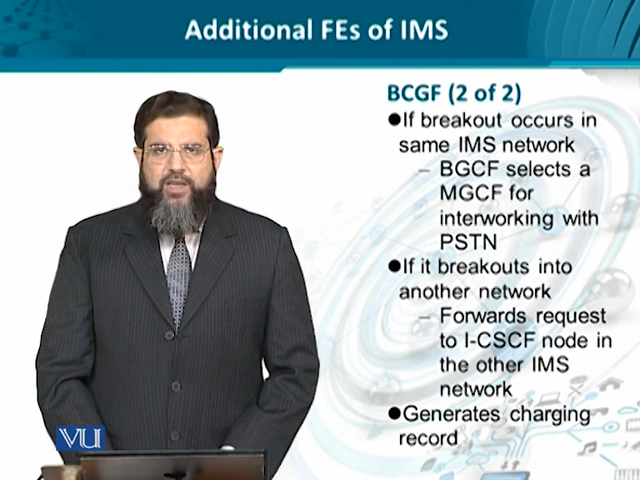 Additional FEs of IMS
BCGF (2 of 2)
●If breakout occurs in
same IMS network
– BGCF selects a
MGCF for
interworking with
PSTN
●If it breakouts into
another network
– Forwards request
to I-CSCF node in
the other IMS
network
●Generates charging
record
VU